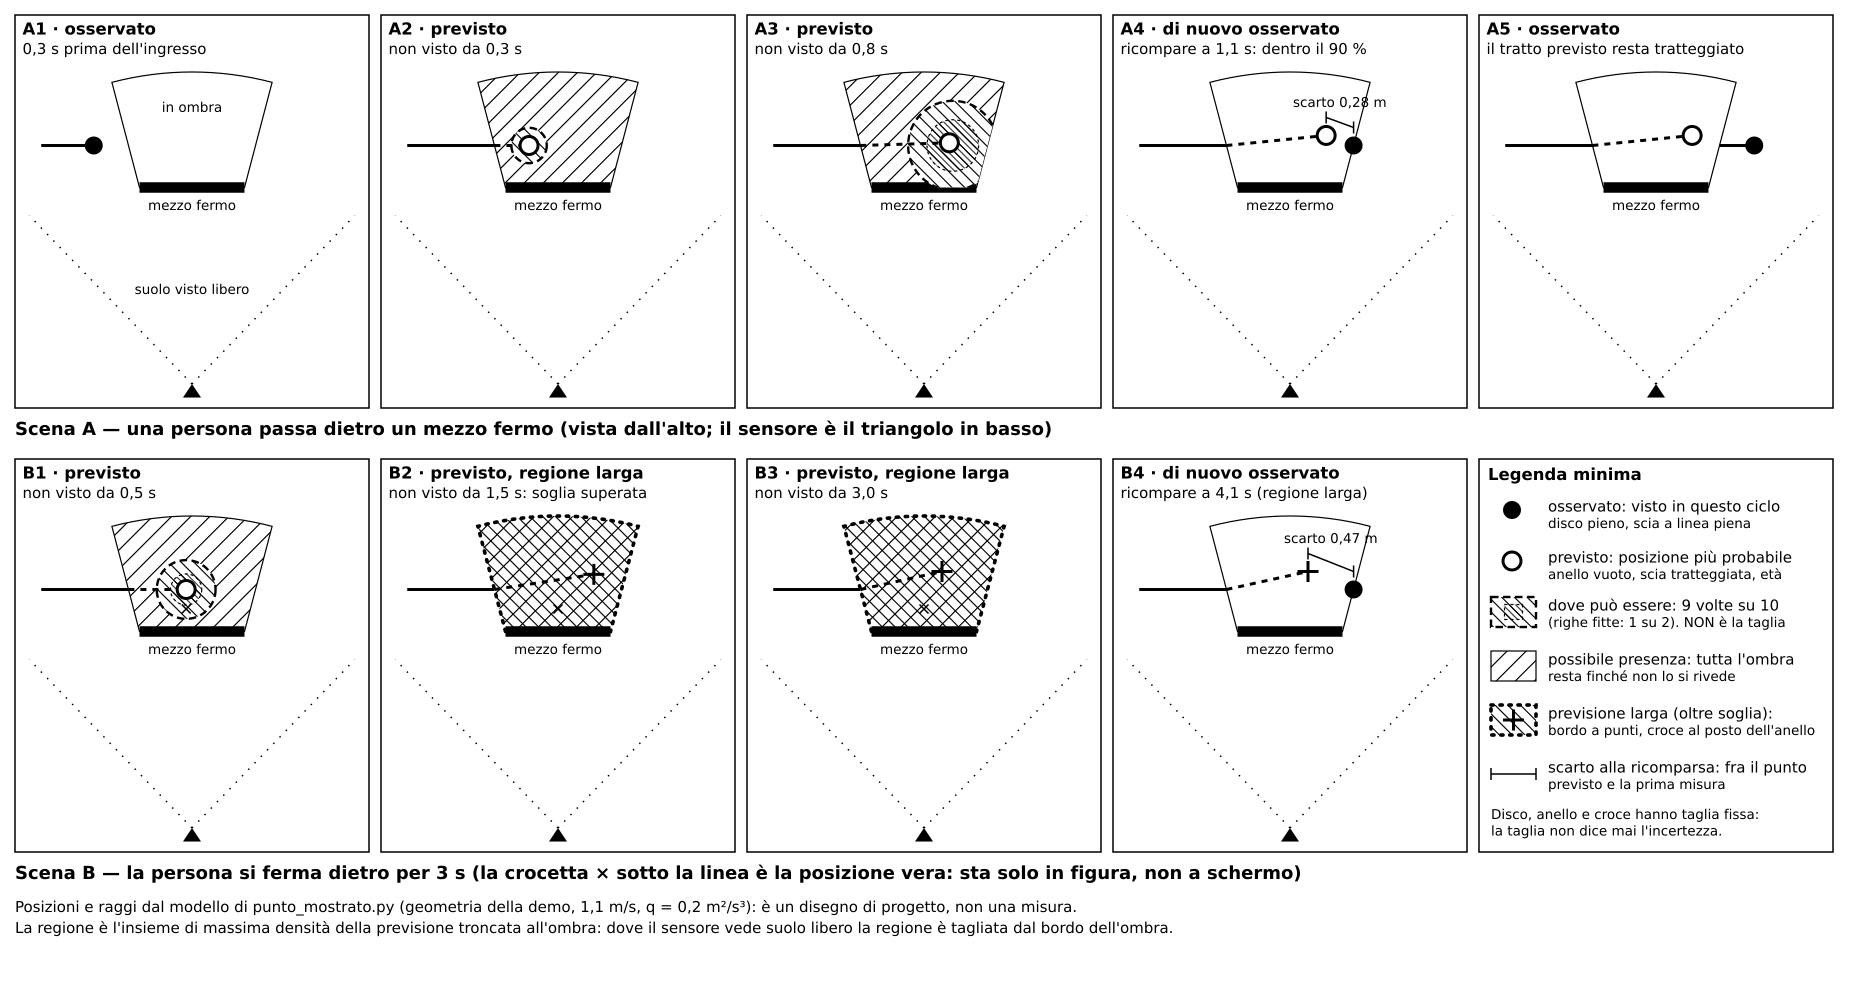 A1 · osservato
0,3 s prima dell'ingresso
in ombra
mezzo fermo
suolo visto libero
A2 · previsto
non visto da 0,3 s
mezzo fermo
A3 · previsto
non visto da 0,8 s
mezzo fermo
A4 · di nuovo osservato
ricompare a 1,1 s: dentro il 90 %
scarto 0,28 m
mezzo fermo
A5 · osservato
il tratto previsto resta tratteggiato
mezzo fermo
Scena A — una persona passa dietro un mezzo fermo (vista dall'alto; il sensore è il triangolo in basso)
B1 · previsto
non visto da 0,5 s
mezzo fermo
B2 · previsto, regione larga
non visto da 1,5 s: soglia superata
mezzo fermo
B3 · previsto, regione larga
non visto da 3,0 s
mezzo fermo
B4 · di nuovo osservato
ricompare a 4,1 s (regione larga)
scarto 0,47 m
mezzo fermo
Legenda minima
osservato: visto in questo ciclo
disco pieno, scia a linea piena
previsto: posizione più probabile
anello vuoto, scia tratteggiata, età
dove può essere: 9 volte su 10
(righe fitte: 1 su 2). NON è la taglia
possibile presenza: tutta l'ombra
resta finché non lo si rivede
previsione larga (oltre soglia):
bordo a punti, croce al posto dell'anello
scarto alla ricomparsa: fra il punto
previsto e la prima misura
Disco, anello e croce hanno taglia fissa:
la taglia non dice mai l'incertezza.
Scena B — la persona si ferma dietro per 3 s (la crocetta × sotto la linea è la posizione vera: sta solo in figura, non a schermo)
Posizioni e raggi dal modello di punto_mostrato.py (geometria della demo, 1,1 m/s, q = 0,2 m²/s³): è un disegno di progetto, non una misura.
La regione è l'insieme di massima densità della previsione troncata all'ombra: dove il sensore vede suolo libero la regione è tagliata dal bordo dell'ombra.